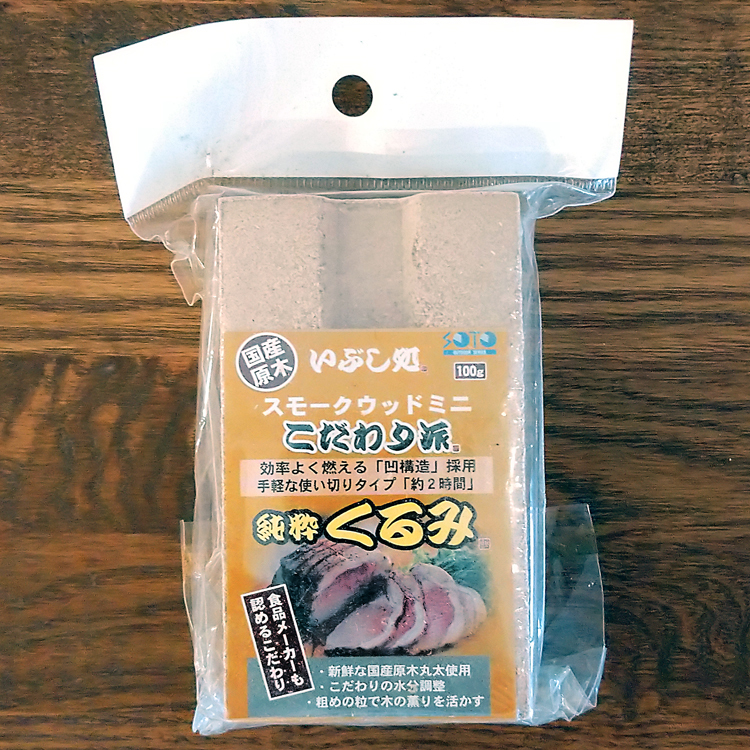 国産
原木
いぶし処
SOTO
100g
スモークウッドミニ
こだわり派
効率よく燃える「凹構造」採用
手軽な使い切りタイプ「約2時間」
純粋くるみ
食品メーカーも
認めるこだわり
・新鮮な国産原木丸太使用
・こだわりの水分調整
・粗めの粒で木の薫りを活かす